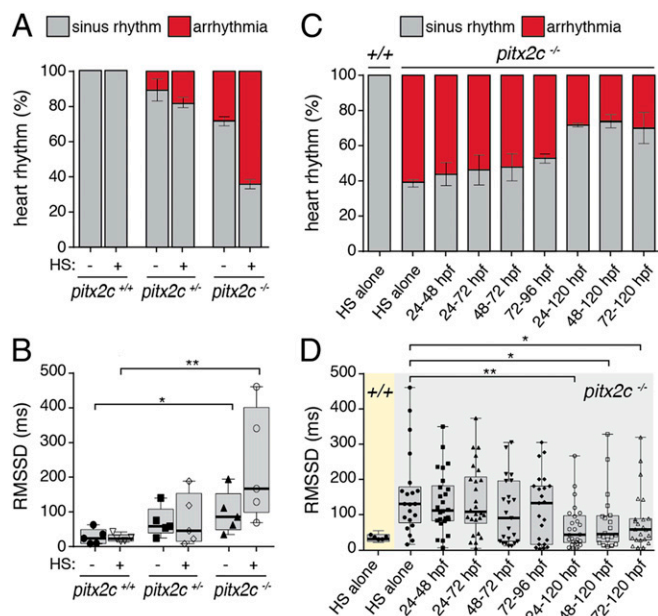 A
sinus rhythm arrhythmia
heart rhythm (%)
100
80
60
40
20
0
HS: - + - + - +
pitx2c +/+ pitx2c +/- pitx2c -/-
C
sinus rhythm arrhythmia
+/+ pitx2c -/-
heart rhythm (%)
100
80
60
40
20
0
HS alone
HS alone
24-48 hpf
24-72 hpf
48-72 hpf
72-96 hpf
24-120 hpf
48-120 hpf
72-120 hpf
B
**
*
RMSSD (ms)
500
400
300
200
100
0
HS: - + - + - +
pitx2c +/+ pitx2c +/- pitx2c -/-
D
*
*
**
+/+ pitx2c -/-
RMSSD (ms)
500
400
300
200
100
0
HS alone
HS alone
24-48 hpf
24-72 hpf
48-72 hpf
72-96 hpf
24-120 hpf
48-120 hpf
72-120 hpf